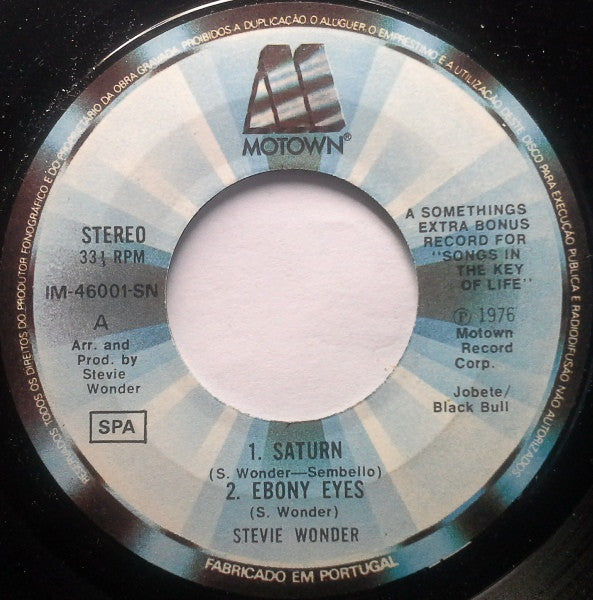 RESERVADOS TODOS OS DIREITOS DO PRODUTOR FONOGRÁFICO E DO PROPRIETÁRIO DA OBRA GRAVADA PROIBIDOS A DUPLICAÇÃO O ALUGUER O EMPRÉSTIMO E A UTILIZAÇÃO DESTE DISCO PARA EXECUÇÃO PÚBLICA E RADIODIFUSÃO NÃO AUTORIZADOS
MOTOWN®
STEREO
33⅓ RPM
IM-46001-SN
A
Arr. and
Prod. by
Stevie
Wonder
SPA
A SOMETHINGS
EXTRA BONUS
RECORD FOR
"SONGS IN
THE KEY
OF LIFE"
℗ 1976
Motown
Record
Corp.
Jobete/
Black Bull
1. SATURN
(S. Wonder—Sembello)
2. EBONY EYES
(S. Wonder)
STEVIE WONDER
FABRICADO EM PORTUGAL